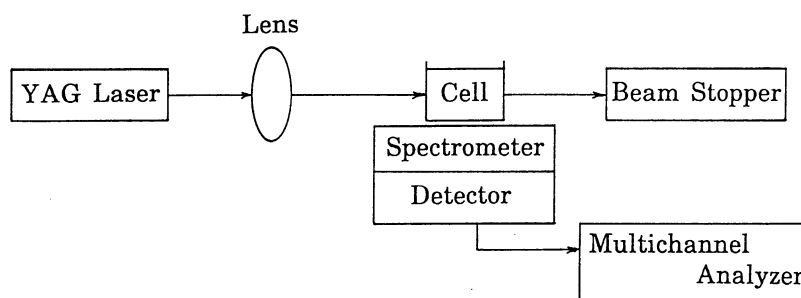 Lens
YAG Laser
Cell
Beam Stopper
Spectrometer
Detector
Multichannel
Analyzer